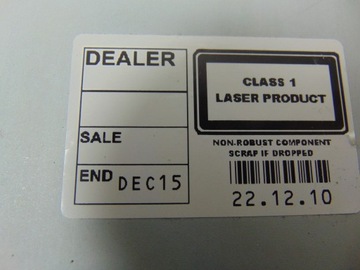 DEALER
CLASS 1
LASER PRODUCT
SALE
NON-ROBUST COMPONENT
SCRAP IF DROPPED
END DEC15
22.12.10